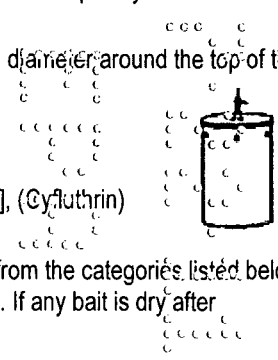 diameter around the top of t
], (Cyfluthrin)
from the categories listed belo
. If any bait is dry after